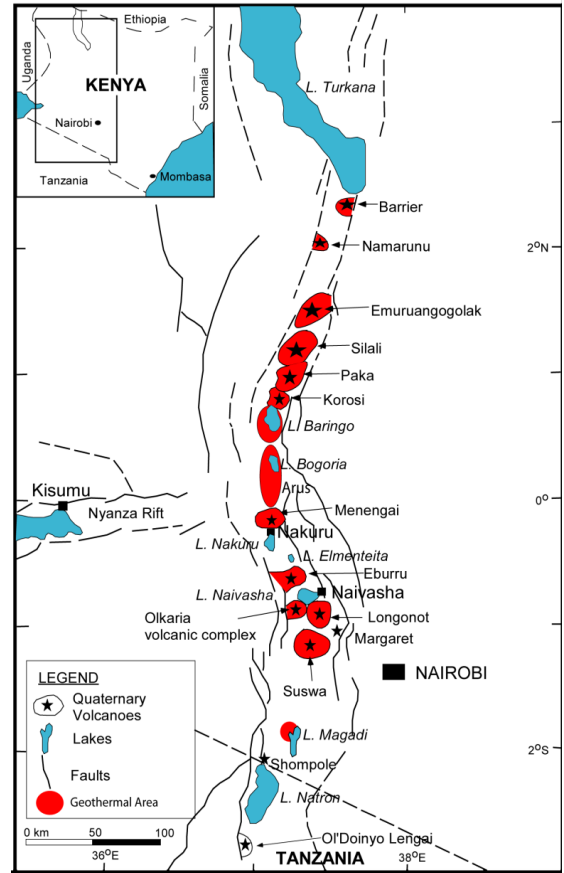 Ethiopia
Uganda
KENYA
Somalia
Nairobi
Tanzania
Mombasa
L. Turkana
Barrier
Namarunu
2°N
Emuruangogolak
Silali
Paka
Korosi
L. Baringo
L. Bogoria
Arus
Kisumu
Nyanza Rift
0°
Menengai
Nakuru
L. Nakuru
L. Elmenteita
Eburru
L. Naivasha
Naivasha
Olkaria
volcanic complex
Longonot
Margaret
NAIROBI
Suswa
L. Magadi
2°S
Shompole
L. Natron
Ol'Doinyo Lengai
TANZANIA
LEGEND
Quaternary
Volcanoes
Lakes
Faults
Geothermal Area
0 km 50 100
36°E
38°E